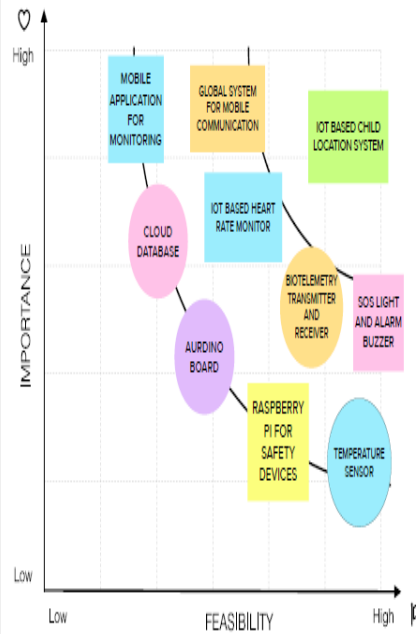 High
MOBILE
APPLICATION
FOR
MONITORING
GLOBAL SYSTEM
FOR MOBILE
COMMUNICATION
IOT BASED CHILD
LOCATION SYSTEM
CLOUD
DATABASE
IOT BASED HEART
RATE MONITOR
BIOTELEMETRY
TRANSMITTER
AND
RECEIVER
SOS LIGHT
AND ALARM
BUZZER
AURDINO
BOARD
RASPBERRY
PI FOR
SAFETY
DEVICES
TEMPERATURE
SENSOR
IMPORTANCE
Low
Low
FEASIBILITY
High